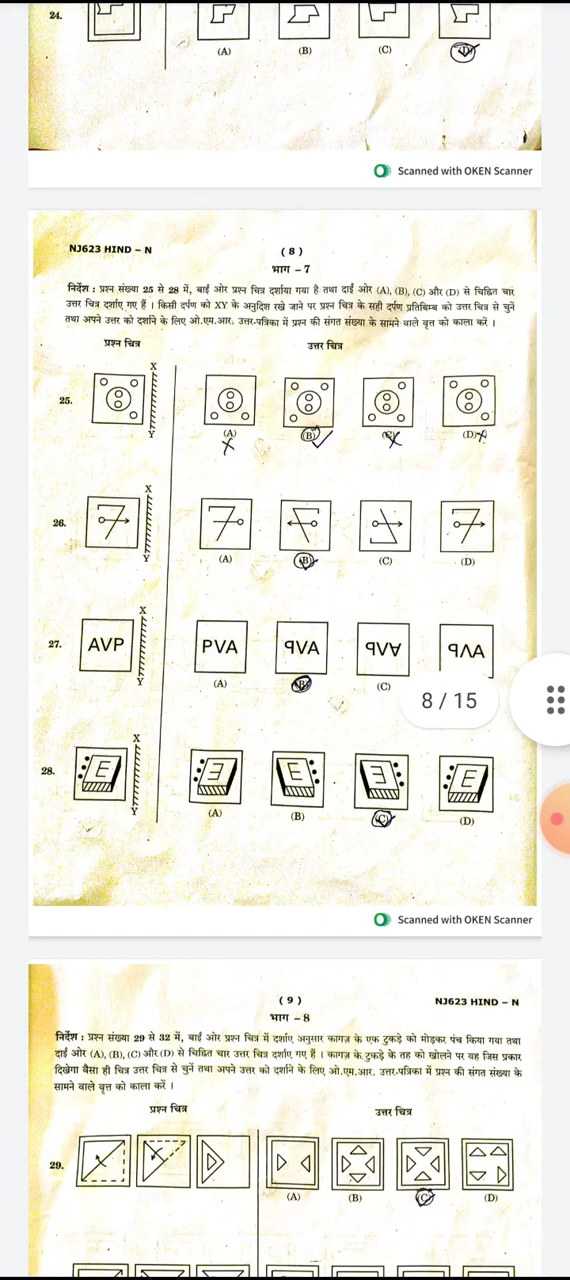 24.
(A) (B) (C) (D)
Scanned with OKEN Scanner
NJ623 HIND – N
( 8 )
भाग – 7
निर्देश : प्रश्न संख्या 25 से 28 में, बाईं ओर प्रश्न चित्र दर्शाया गया है तथा दाईं ओर (A), (B), (C) और (D) से चिह्नित चार
उत्तर चित्र दर्शाए गए हैं । किसी दर्पण को XY के अनुदिश रखे जाने पर प्रश्न चित्र के सही दर्पण प्रतिबिम्ब को उत्तर चित्र से चुनें
तथा अपने उत्तर को दर्शाने के लिए ओ.एम.आर. उत्तर-पत्रिका में प्रश्न की संगत संख्या के सामने वाले वृत्त को काला करें ।
प्रश्न चित्र उत्तर चित्र
X
25.
Y
(A) (B) (C) (D)
X
26.
Y
(A) (B) (C) (D)
X
27. AVP PVA
Y
(A) (B) (C)
8 / 15
X
28. E E E
Y
(A) (B) (C) (D)
Scanned with OKEN Scanner
( 9 )
NJ623 HIND – N
भाग – 8
निर्देश : प्रश्न संख्या 29 से 32 में, बाईं ओर प्रश्न चित्र में दर्शाए अनुसार कागज़ के एक टुकड़े को मोड़कर पंच किया गया तथा
दाईं ओर (A), (B), (C) और (D) से चिह्नित चार उत्तर चित्र दर्शाए गए हैं । कागज़ के टुकड़े के तह को खोलने पर वह जिस प्रकार
दिखेगा वैसा ही चित्र उत्तर चित्र से चुनें तथा अपने उत्तर को दर्शाने के लिए ओ.एम.आर. उत्तर-पत्रिका में प्रश्न की संगत संख्या के
सामने वाले वृत्त को काला करें ।
प्रश्न चित्र उत्तर चित्र
29.
(A) (B) (C) (D)